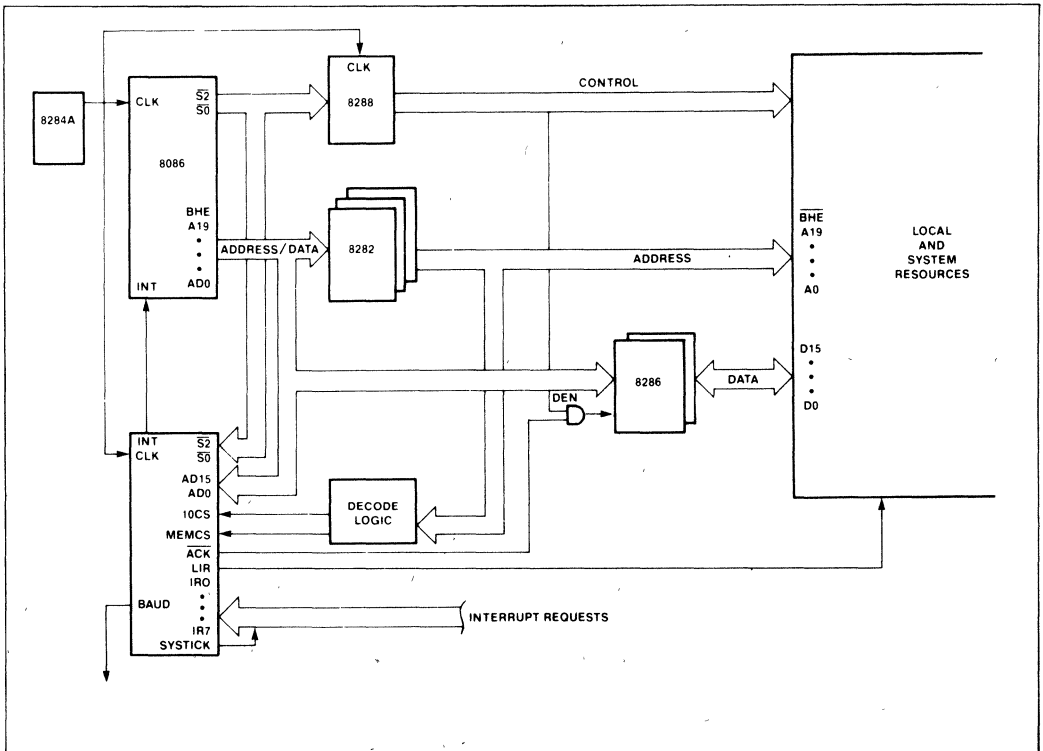 8284A
CLK
S2
S0
8086
BHE
A19
AD0
INT
CLK
8288
CONTROL
ADDRESS/DATA
8282
ADDRESS
BHE
A19
A0
D15
D0
LOCAL
AND
SYSTEM
RESOURCES
8286
DATA
DEN
INT
CLK
S2
S0
AD15
AD0
10CS
MEMCS
ACK
LIR
IRO
IR7
SYSTICK
BAUD
DECODE
LOGIC
INTERRUPT REQUESTS